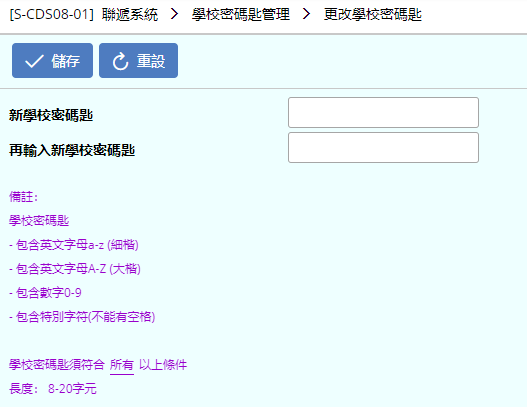 [S-CDS08-01] 聯遞系統 > 學校密碼匙管理 > 更改學校密碼匙
儲存 重設
新學校密碼匙
再輸入新學校密碼匙
備註:
學校密碼匙
- 包含英文字母a-z (細楷)
- 包含英文字母A-Z (大楷)
- 包含數字0-9
- 包含特別字符(不能有空格)
學校密碼匙須符合 所有 以上條件
長度: 8-20字元